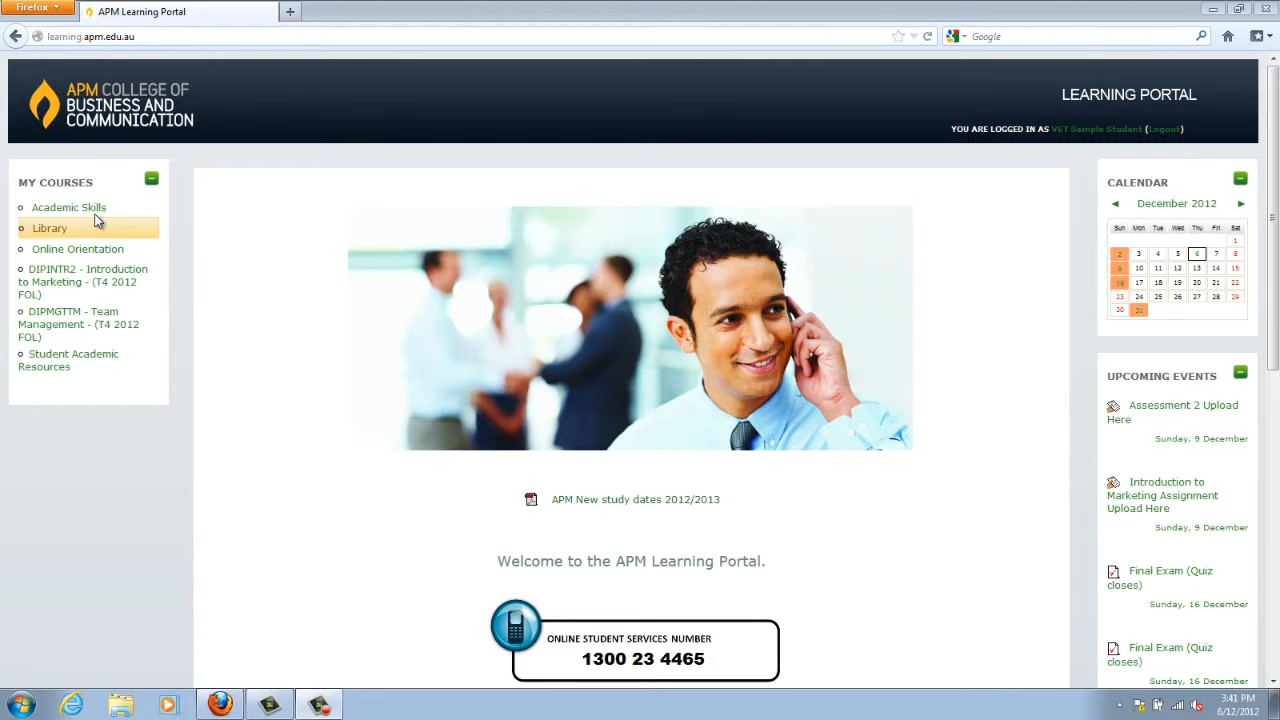 Firefox
APM Learning Portal
learning.apm.edu.au
Google
APM COLLEGE OF
BUSINESS AND
COMMUNICATION
LEARNING PORTAL
YOU ARE LOGGED IN AS VET Sample Student (Logout)
MY COURSES
Academic Skills
Library
Online Orientation
DIPINTR2 - Introduction
to Marketing - (T4 2012
FOL)
DIPMGTTM - Team
Management - (T4 2012
FOL)
Student Academic
Resources
APM New study dates 2012/2013
Welcome to the APM Learning Portal.
ONLINE STUDENT SERVICES NUMBER
1300 23 4465
CALENDAR
December 2012
Sun Mon Tue Wed Thu Fri Sat
1
2 3 4 5 6 7 8
9 10 11 12 13 14 15
16 17 18 19 20 21 22
23 24 25 26 27 28 29
30 31
UPCOMING EVENTS
Assessment 2 Upload
Here
Sunday, 9 December
Introduction to
Marketing Assignment
Upload Here
Sunday, 9 December
Final Exam (Quiz
closes)
Sunday, 16 December
Final Exam (Quiz
closes)
Sunday, 16 December
3:41 PM
6/12/2012